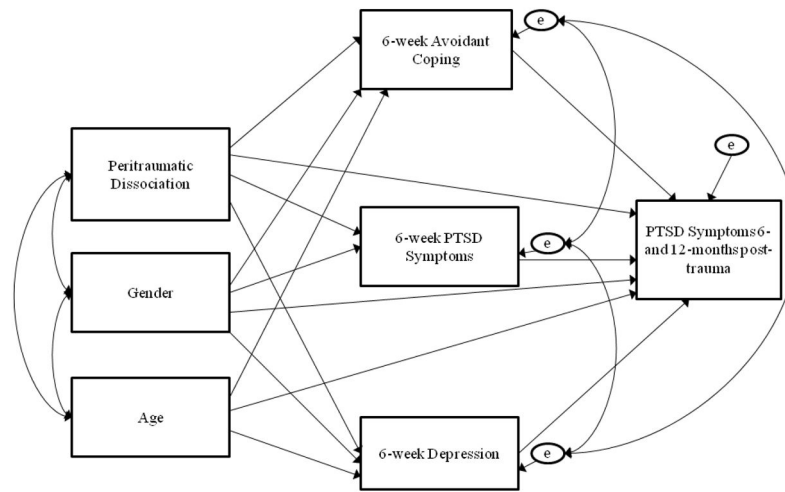 e
6-week Avoidant
Coping
e
Peritraumatic
Dissociation
PTSD Symptoms 6-
and 12-months post-
trauma
6-week PTSD
Symptoms
e
Gender
Age
6-week Depression
e